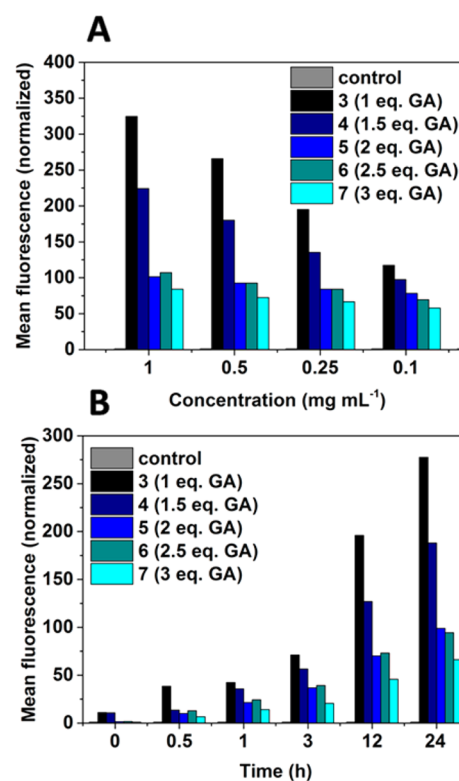 A
Mean fluorescence (normalized)
400
350
300
250
200
150
100
50
0
control
3 (1 eq. GA)
4 (1.5 eq. GA)
5 (2 eq. GA)
6 (2.5 eq. GA)
7 (3 eq. GA)
1 0.5 0.25 0.1
Concentration (mg mL⁻¹)
B
Mean fluorescence (normalized)
300
250
200
150
100
50
0
control
3 (1 eq. GA)
4 (1.5 eq. GA)
5 (2 eq. GA)
6 (2.5 eq. GA)
7 (3 eq. GA)
0 0.5 1 3 12 24
Time (h)